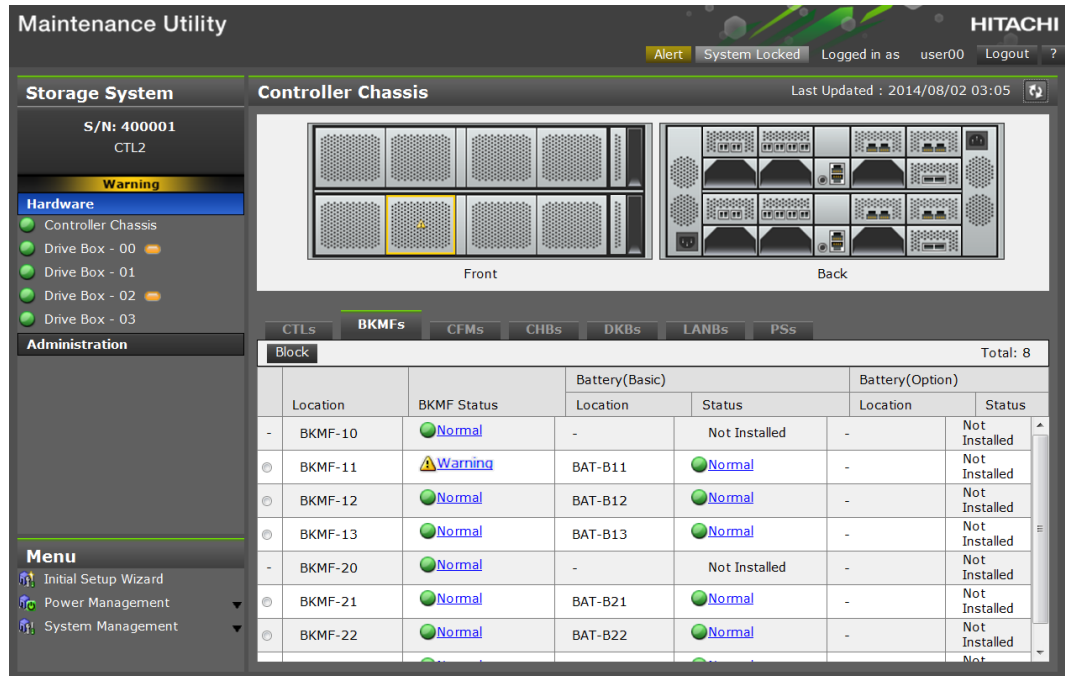 Maintenance Utility
HITACHI
Alert System Locked Logged in as user00 Logout ?
Storage System
S/N: 400001
CTL2
Warning
Hardware
Controller Chassis
Drive Box - 00
Drive Box - 01
Drive Box - 02
Drive Box - 03
Administration
Menu
Initial Setup Wizard
Power Management
System Management
Controller Chassis Last Updated : 2014/08/02 03:05
Front Back
CTLs BKMFs CFMs CHBs DKBs LANBs PSs
Block Total: 8
Battery(Basic) Battery(Option)
Location BKMF Status Location Status Location Status
- BKMF-10 Normal - Not Installed - Not Installed
BKMF-11 Warning BAT-B11 Normal - Not Installed
BKMF-12 Normal BAT-B12 Normal - Not Installed
BKMF-13 Normal BAT-B13 Normal - Not Installed
- BKMF-20 Normal - Not Installed - Not Installed
BKMF-21 Normal BAT-B21 Normal - Not Installed
BKMF-22 Normal BAT-B22 Normal - Not Installed